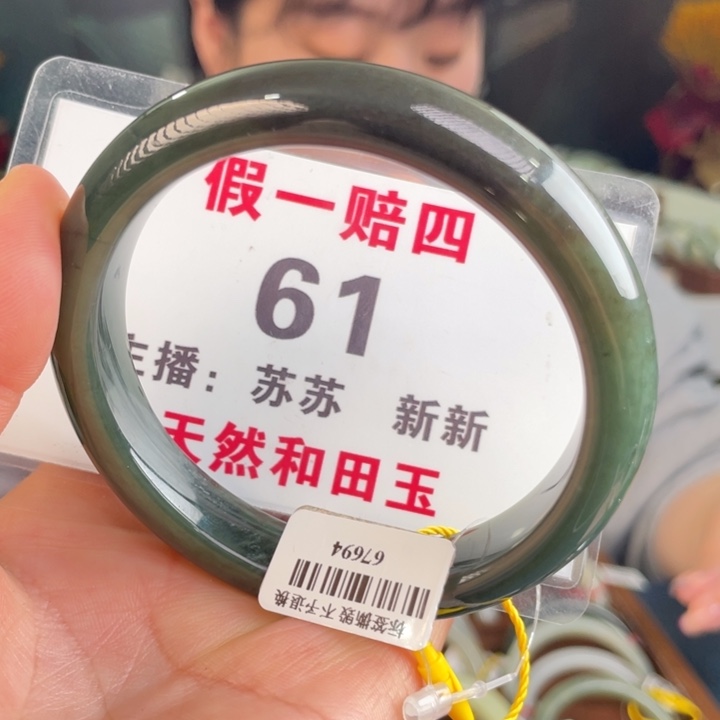 假一赔四
61
主播：苏苏 新新
天然和田玉
67694
标签撕毁 不予退换